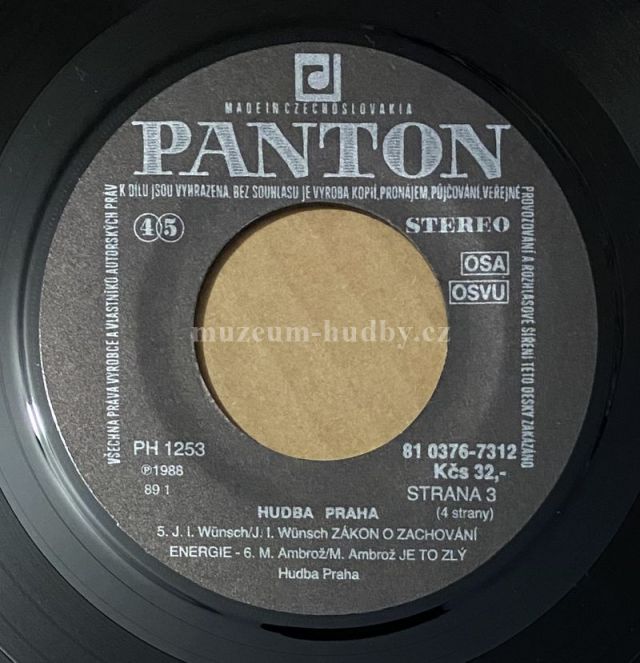 MADE IN CZECHOSLOVAKIA
PANTON
VŠECHNA PRÁVA VÝROBCE A VLASTNÍKŮ AUTORSKÝCH PRÁV
K DÍLU JSOU VYHRAZENA. BEZ SOUHLASU JE VÝROBA KOPIÍ, PRONÁJEM, PŮJČOVÁNÍ, VEŘEJNÉ
PROVOZOVÁNÍ A ROZHLASOVÉ ŠÍŘENÍ TÉTO DESKY ZAKÁZÁNO
45
STEREO
OSA
OSVU
muzeum-hudby.cz
PH 1253
℗1988
89 1
81 0376-7312
Kčs 32,-
STRANA 3
(4 strany)
HUDBA PRAHA
5. J. I. Wünsch/J. I. Wünsch ZÁKON O ZACHOVÁNÍ
ENERGIE - 6. M. Ambrož/M. Ambrož JE TO ZLÝ
Hudba Praha